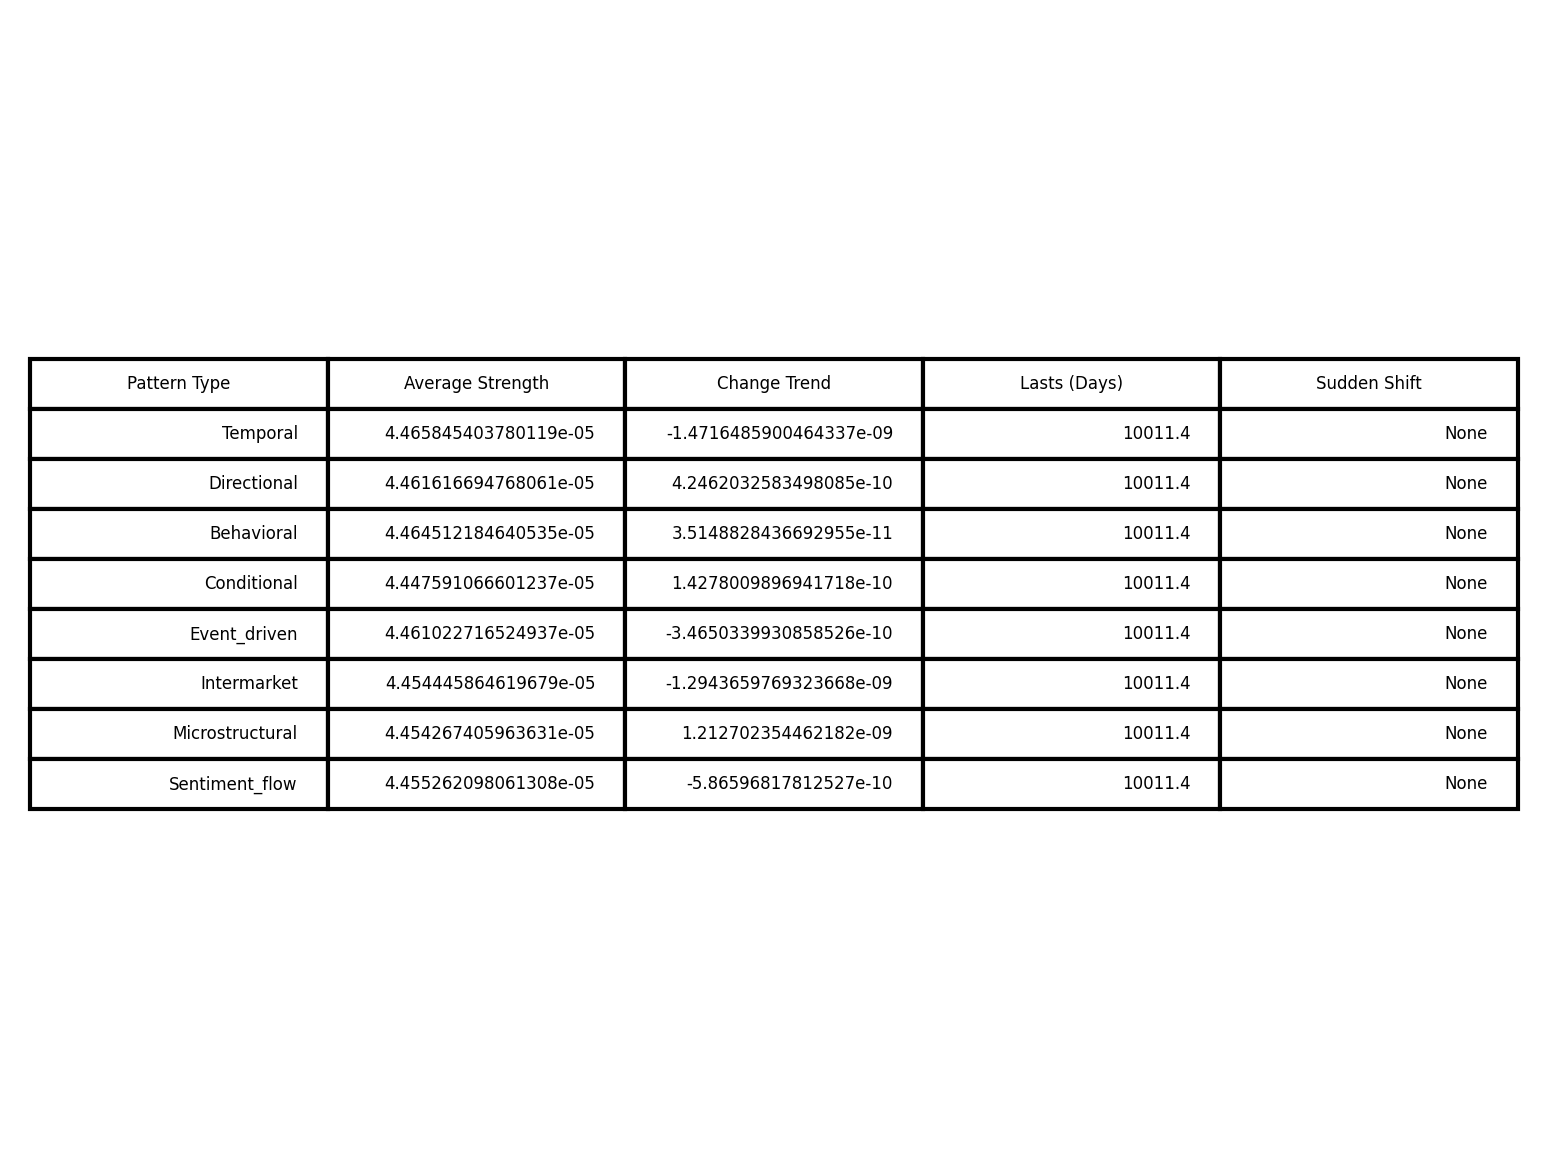 Pattern Type Average Strength Change Trend Lasts (Days) Sudden Shift
Temporal 4.465845403780119e-05 -1.4716485900464337e-09 10011.4 None
Directional 4.461616694768061e-05 4.2462032583498085e-10 10011.4 None
Behavioral 4.464512184640535e-05 3.5148828436692955e-11 10011.4 None
Conditional 4.447591066601237e-05 1.4278009896941718e-10 10011.4 None
Event_driven 4.461022716524937e-05 -3.4650339930858526e-10 10011.4 None
Intermarket 4.454445864619679e-05 -1.2943659769323668e-09 10011.4 None
Microstructural 4.454267405963631e-05 1.212702354462182e-09 10011.4 None
Sentiment_flow 4.455262098061308e-05 -5.86596817812527e-10 10011.4 None